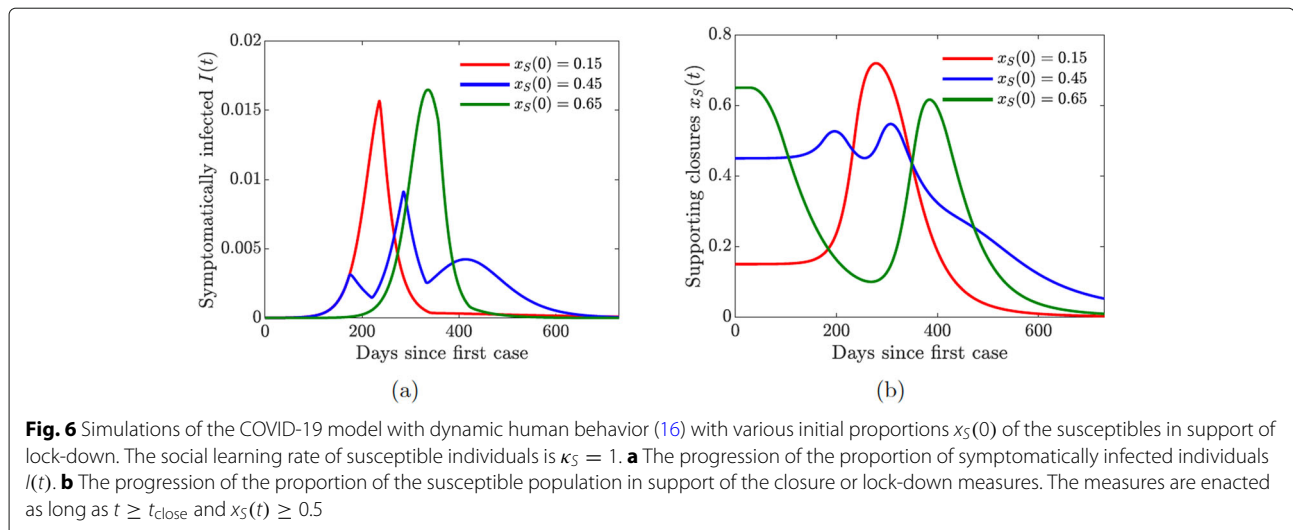 0.02
0.015
0.01
0.005
0
Symptomatically infected I(t)
x_S(0) = 0.15
x_S(0) = 0.45
x_S(0) = 0.65
0 200 400 600
Days since first case
(a)
0.8
0.6
0.4
0.2
0
Supporting closures x_S(t)
x_S(0) = 0.15
x_S(0) = 0.45
x_S(0) = 0.65
0 200 400 600
Days since first case
(b)
Fig. 6 Simulations of the COVID-19 model with dynamic human behavior (16) with various initial proportions x_S(0) of the susceptibles in support of
lock-down. The social learning rate of susceptible individuals is κ_S = 1. a The progression of the proportion of symptomatically infected individuals
I(t). b The progression of the proportion of the susceptible population in support of the closure or lock-down measures. The measures are enacted
as long as t ≥ t_close and x_S(t) ≥ 0.5